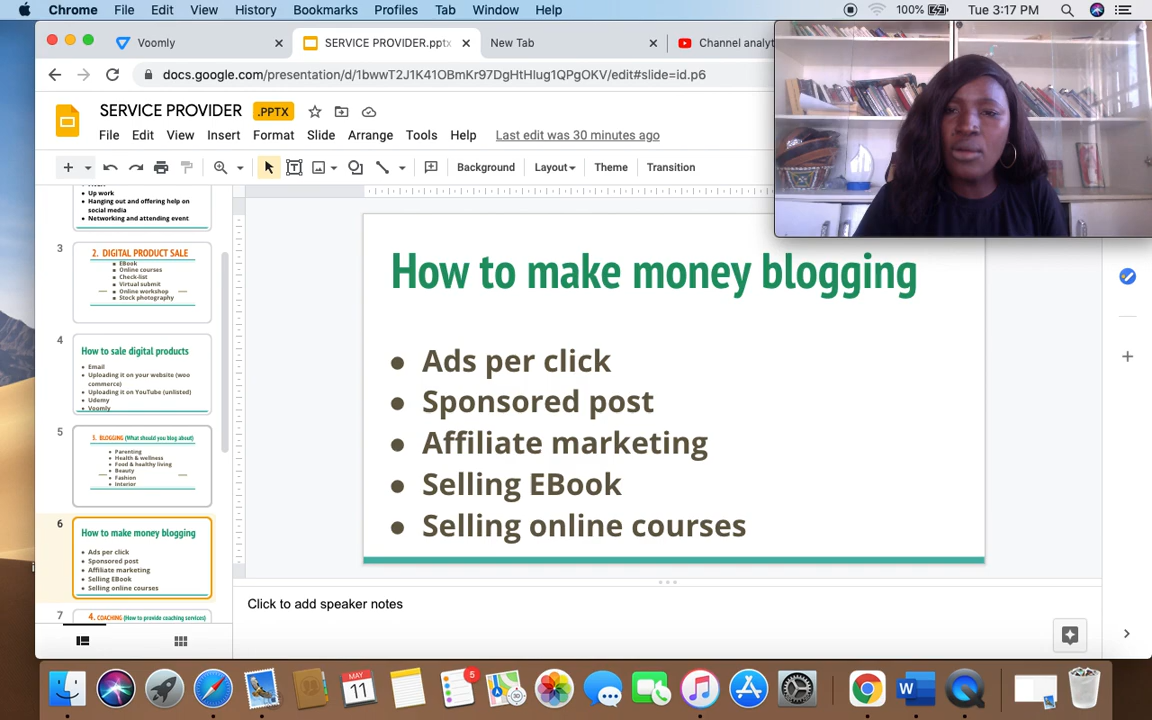 Chrome File Edit View History Bookmarks Profiles Tab Window Help 100% Tue 3:17 PM
Voomly SERVICE PROVIDER.pptx New Tab Channel analyt
docs.google.com/presentation/d/1bwwT2J1K41OBmKr97DgHtHlug1QPgOKV/edit#slide=id.p6
SERVICE PROVIDER .PPTX
File Edit View Insert Format Slide Arrange Tools Help Last edit was 30 minutes ago
Background Layout Theme Transition
Up work
Hanging out and offering help on
social media
Networking and attending event
3
2. DIGITAL PRODUCT SALE
EBook
Online courses
Check-list
Virtual submit
Online workshop
Stock photography
4
How to sale digital products
Email
Uploading it on your website (woo
commerce)
Uploading it on YouTube (unlisted)
Udemy
Voomly
5
3. BLOGGING (What should you blog about)
Parenting
Health & wellness
Food & healthy living
Beauty
Fashion
Interior
6
How to make money blogging
Ads per click
Sponsored post
Affiliate marketing
Selling EBook
Selling online courses
7
4. COACHING (How to provide coaching services)
How to make money blogging
● Ads per click
● Sponsored post
● Affiliate marketing
● Selling EBook
● Selling online courses
Click to add speaker notes
MAY
11
5